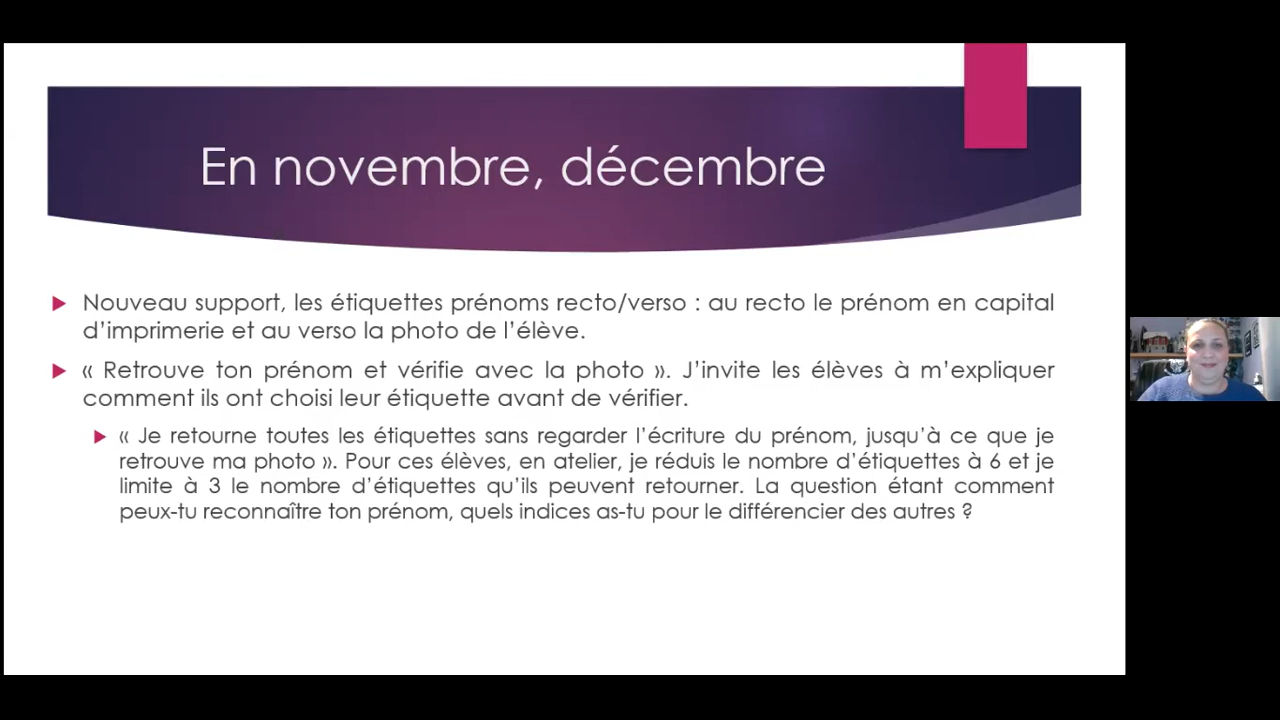 En novembre, décembre
Nouveau support, les étiquettes prénoms recto/verso : au recto le prénom en capital
d’imprimerie et au verso la photo de l’élève.
« Retrouve ton prénom et vérifie avec la photo ». J’invite les élèves à m’expliquer
comment ils ont choisi leur étiquette avant de vérifier.
« Je retourne toutes les étiquettes sans regarder l’écriture du prénom, jusqu’à ce que je
retrouve ma photo ». Pour ces élèves, en atelier, je réduis le nombre d’étiquettes à 6 et je
limite à 3 le nombre d’étiquettes qu’ils peuvent retourner. La question étant comment
peux-tu reconnaître ton prénom, quels indices as-tu pour le différencier des autres ?